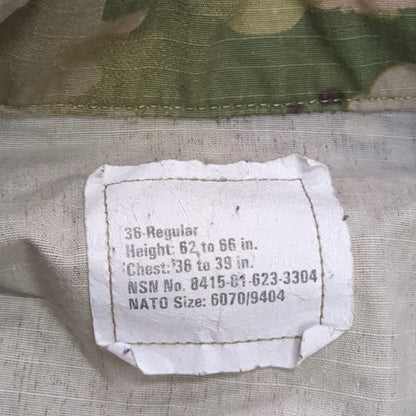 36-Regular
Height: 62 to 66 in.
Chest: 36 to 39 in.
NSN No. 8415-01-623-3304
NATO Size: 6070/9404